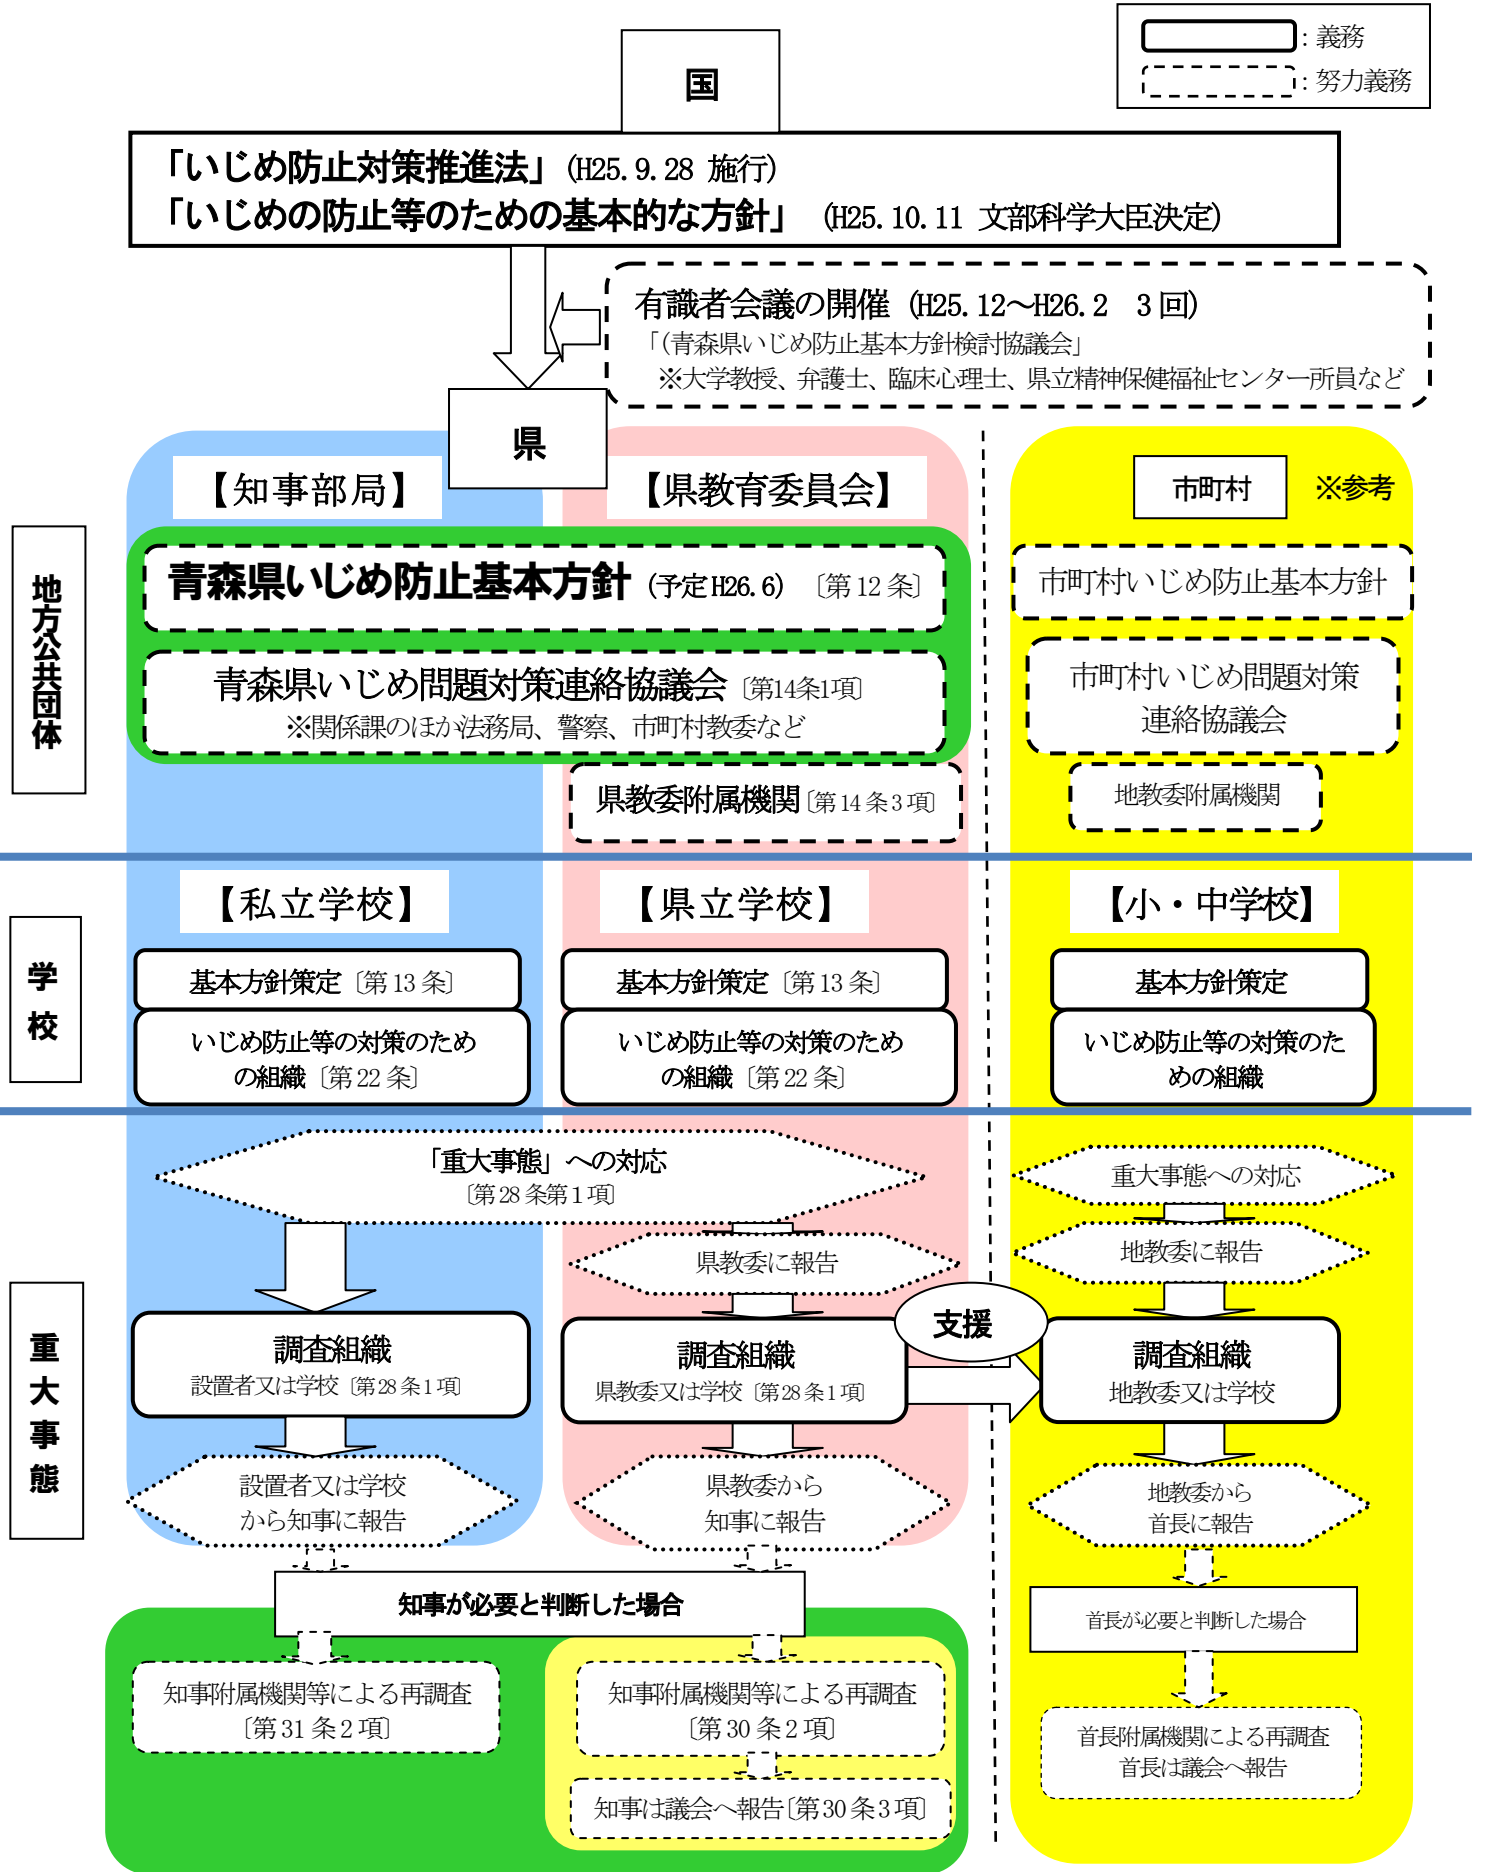 ：義務
：努力義務
国
「いじめ防止対策推進法」（H25.9.28 施行）
「いじめの防止等のための基本的な方針」（H25.10.11 文部科学大臣決定）
有識者会議の開催（H25.12～H26.2　3回）
「（青森県いじめ防止基本方針検討協議会」
※大学教授、弁護士、臨床心理士、県立精神保健福祉センター所員など
県
【知事部局】
【県教育委員会】
市町村
※参考
地方公共団体
青森県いじめ防止基本方針（予定H26.6）〔第12条〕
市町村いじめ防止基本方針
青森県いじめ問題対策連絡協議会〔第14条1項〕
※関係課のほか法務局、警察、市町村教委など
市町村いじめ問題対策
連絡協議会
県教委附属機関〔第14条3項〕
地教委附属機関
学校
【私立学校】
【県立学校】
【小・中学校】
基本方針策定〔第13条〕
基本方針策定〔第13条〕
基本方針策定
いじめ防止等の対策のため
の組織〔第22条〕
いじめ防止等の対策のため
の組織〔第22条〕
いじめ防止等の対策のた
めの組織
重大事態
「重大事態」への対応
〔第28条第1項〕
重大事態への対応
県教委に報告
地教委に報告
調査組織
設置者又は学校〔第28条1項〕
調査組織
県教委又は学校〔第28条1項〕
支援
調査組織
地教委又は学校
設置者又は学校
から知事に報告
県教委から
知事に報告
地教委から
首長に報告
知事が必要と判断した場合
首長が必要と判断した場合
知事附属機関等による再調査
〔第31条2項〕
知事附属機関等による再調査
〔第30条2項〕
知事は議会へ報告〔第30条3項〕
首長附属機関による再調査
首長は議会へ報告